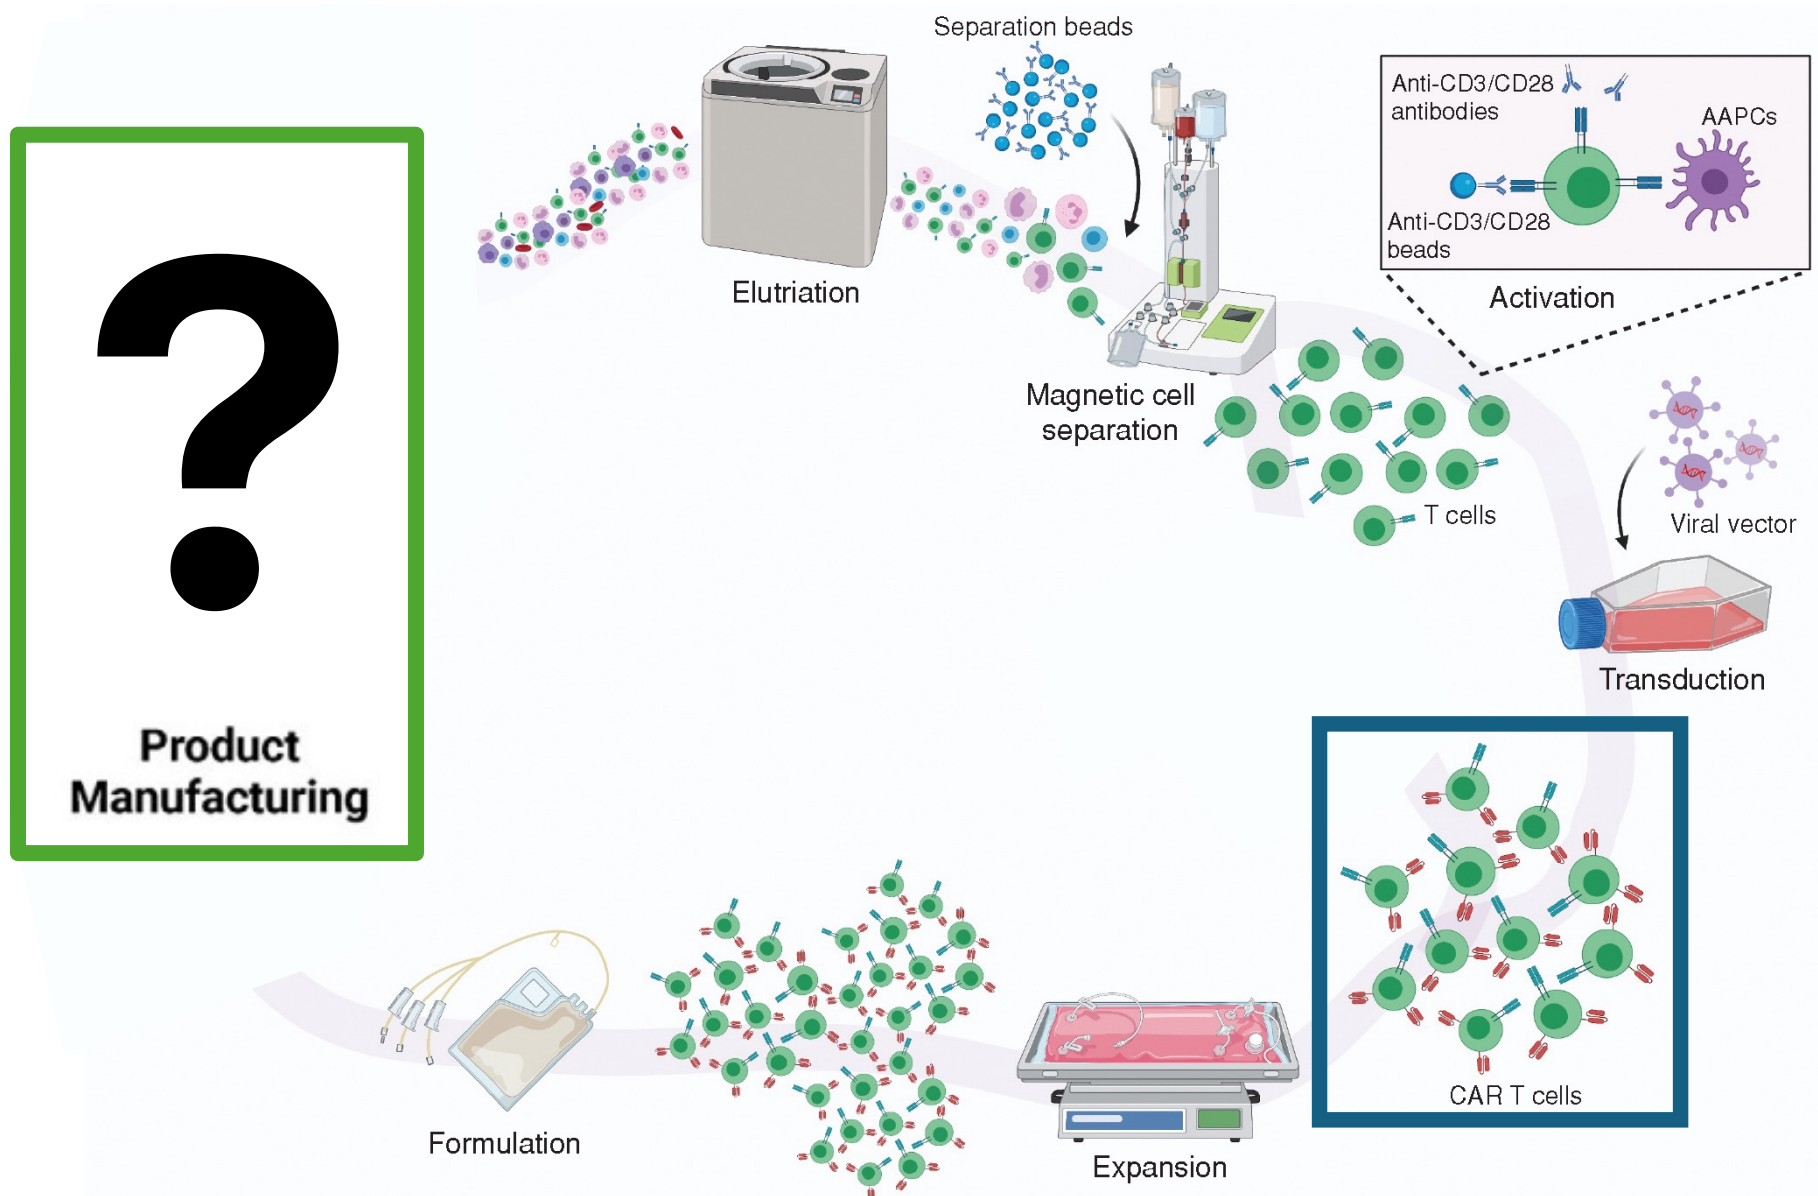 Separation beads
Anti-CD3/CD28
antibodies
AAPCs
Anti-CD3/CD28
beads
Activation
Elutriation
Magnetic cell
separation
T cells
Viral vector
Transduction
?
Product
Manufacturing
CAR T cells
Expansion
Formulation